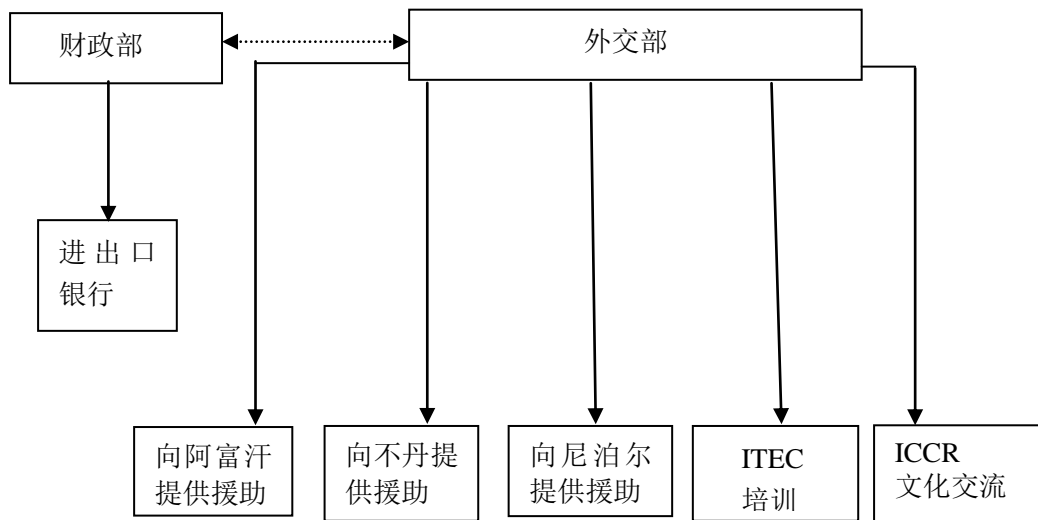 财政部
外交部
进出口
银行
向阿富汗
提供援助
向不丹提
供援助
向尼泊尔
提供援助
ITEC
培训
ICCR
文化交流